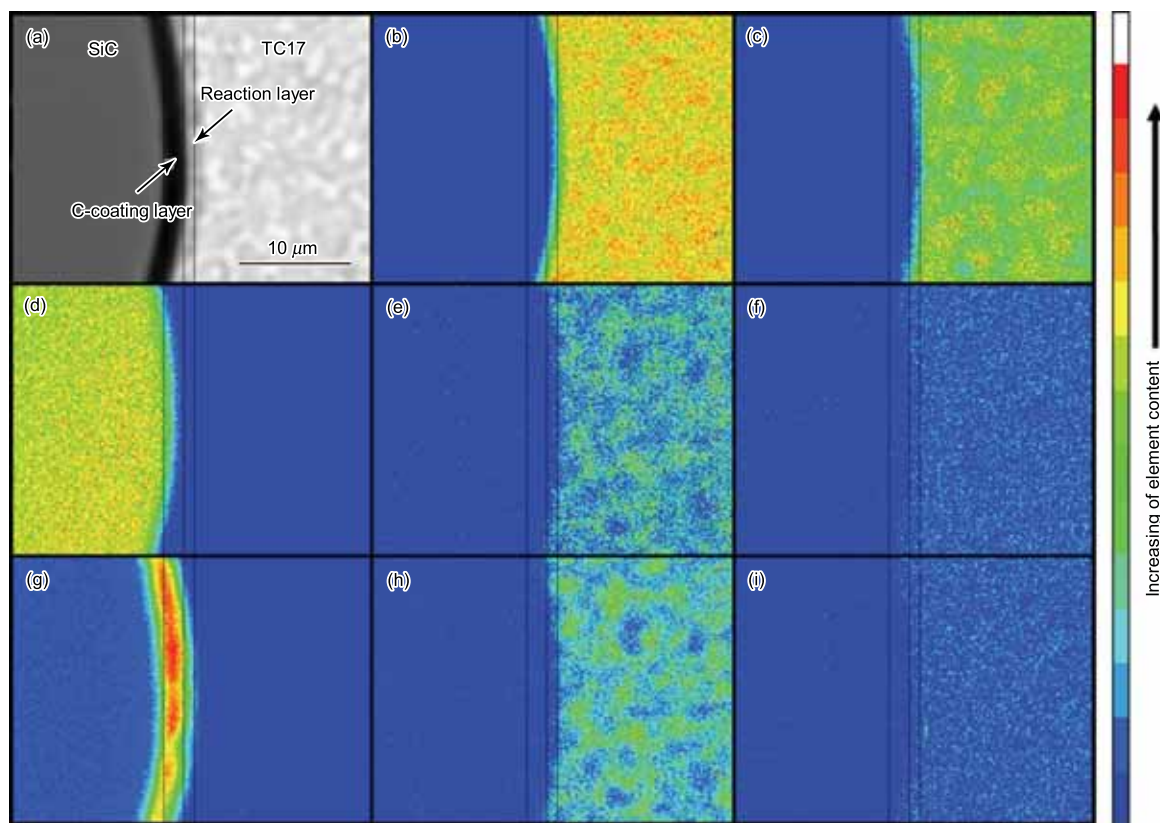 (a)
SiC
TC17
Reaction layer
C-coating layer
10 μm
(b)
(c)
(d)
(e)
(f)
(g)
(h)
(i)
Increasing of element content